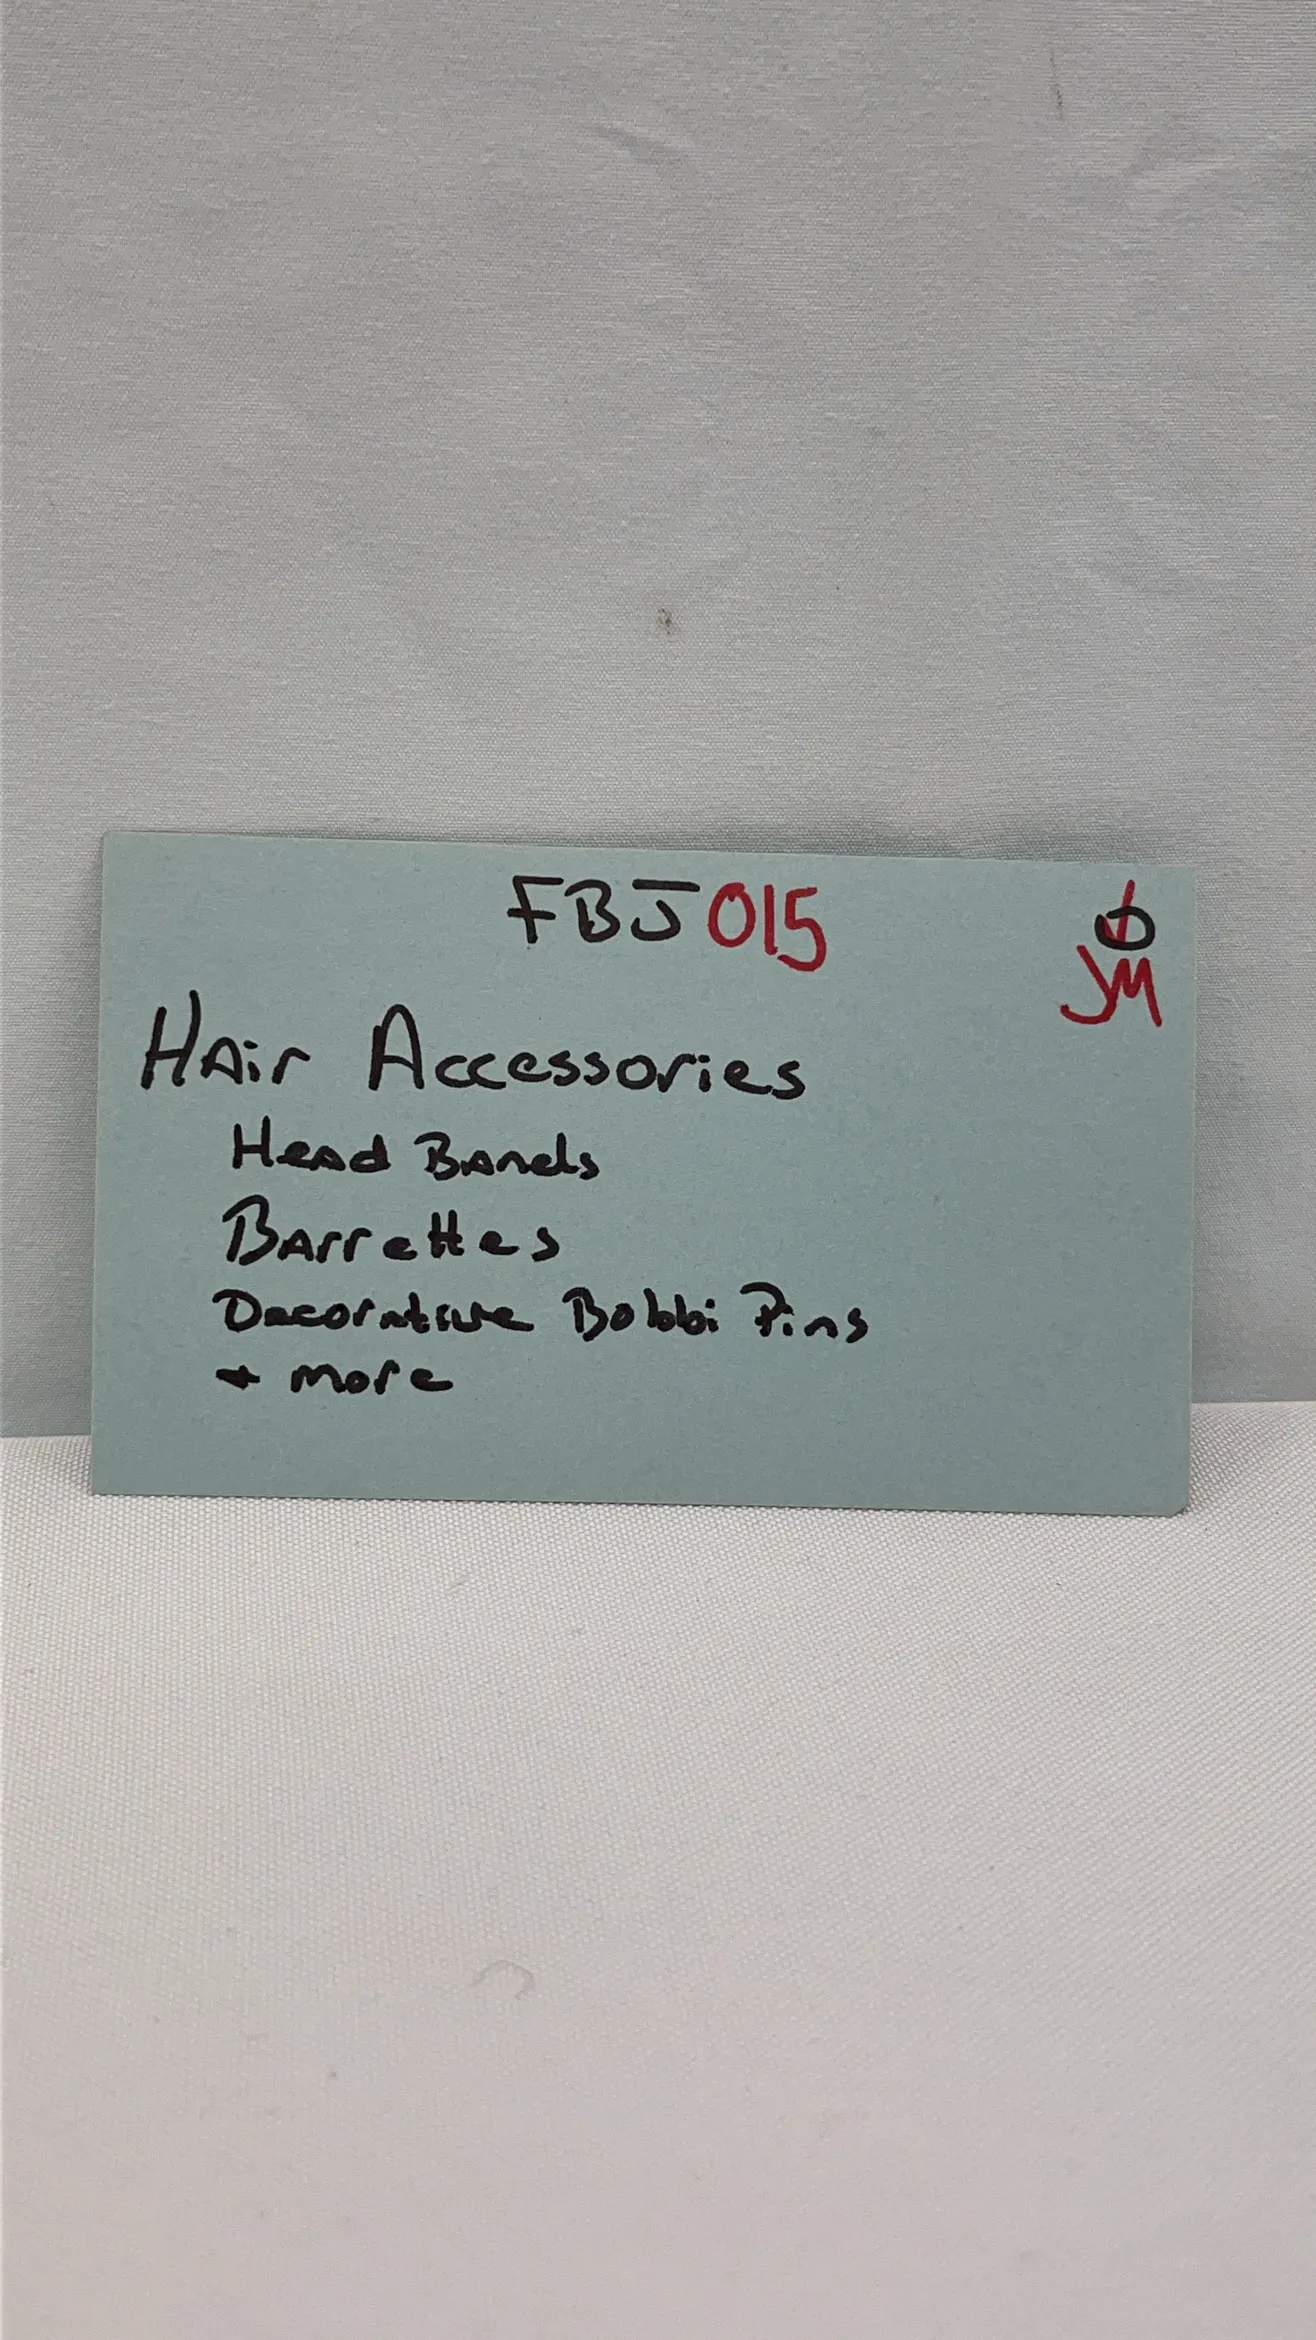 FBJ015
JM
HAir Accessories
Head Bands
Barrettes
Decorative Bobbi Pins
+ more